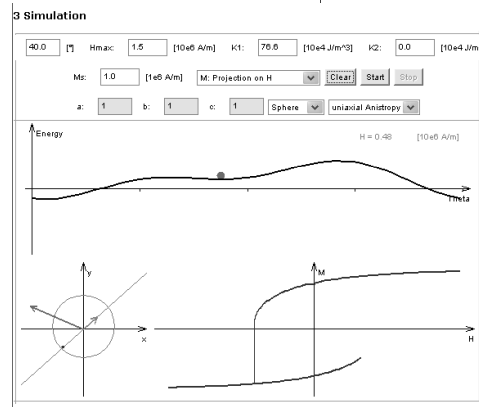 3 Simulation
40.0 [°] Hmax: 1.5 [10e6 A/m] K1: 76.6 [10e4 J/m^3] K2: 0.0 [10e4 J/m
Ms: 1.0 [1e6 A/m] M: Projection on H Clear Start Stop
a: 1 b: 1 c: 1 Sphere uniaxial Anistropy
Energy
H = 0.48 [10e6 A/m]
Theta
y
M
x
H